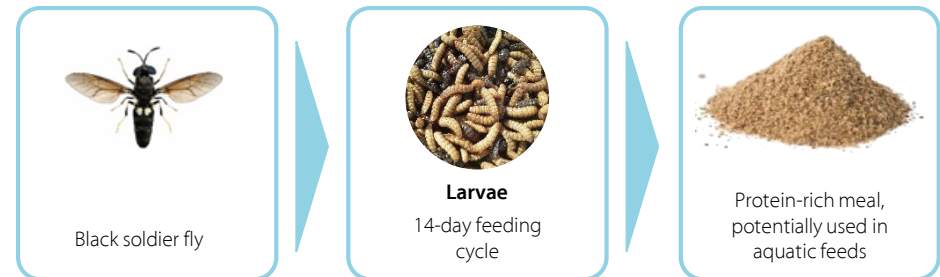 Black soldier fly
Larvae
14-day feeding
cycle
Protein-rich meal,
potentially used in
aquatic feeds